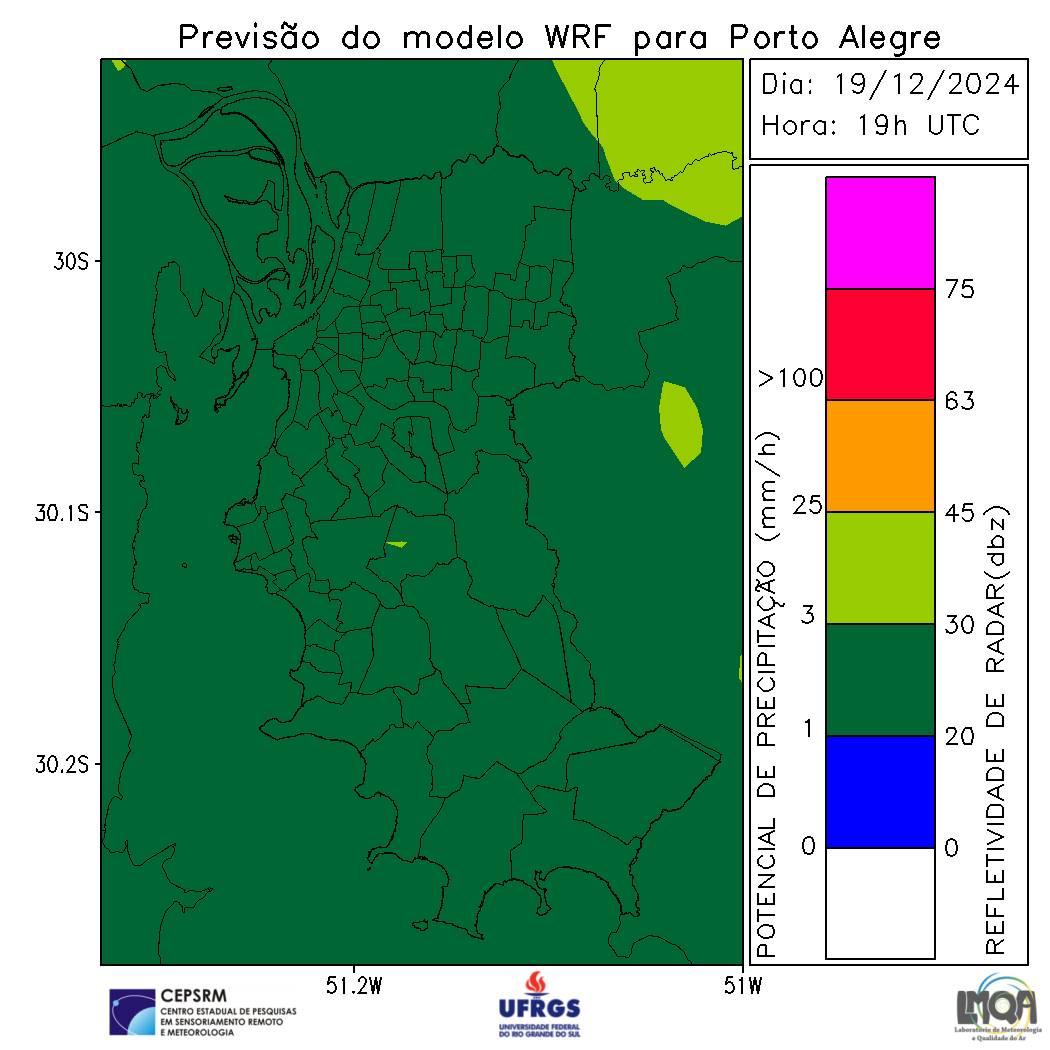 Previsão do modelo WRF para Porto Alegre
Dia: 19/12/2024
Hora: 19h UTC
30S
30.1S
30.2S
51.2W
51W
POTENCIAL DE PRECIPITAÇÃO (mm/h)
>100
25
3
1
0
75
63
45
30
20
0
REFLETIVIDADE DE RADAR(dbz)
CEPSRM
CENTRO ESTADUAL DE PESQUISAS
EM SENSORIAMENTO REMOTO
E METEOROLOGIA
UFRGS
UNIVERSIDADE FEDERAL
DO RIO GRANDE DO SUL
LMQA
Laboratório de Meteorologia
e Qualidade do Ar